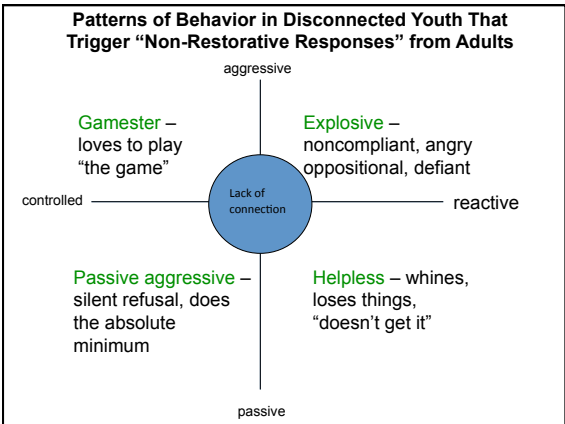 Patterns of Behavior in Disconnected Youth That
Trigger “Non-Restorative Responses” from Adults
aggressive
Gamester –
loves to play
“the game”
Explosive –
noncompliant, angry
oppositional, defiant
controlled
Lack of
connection
reactive
Passive aggressive –
silent refusal, does
the absolute
minimum
Helpless – whines,
loses things,
“doesn’t get it”
passive